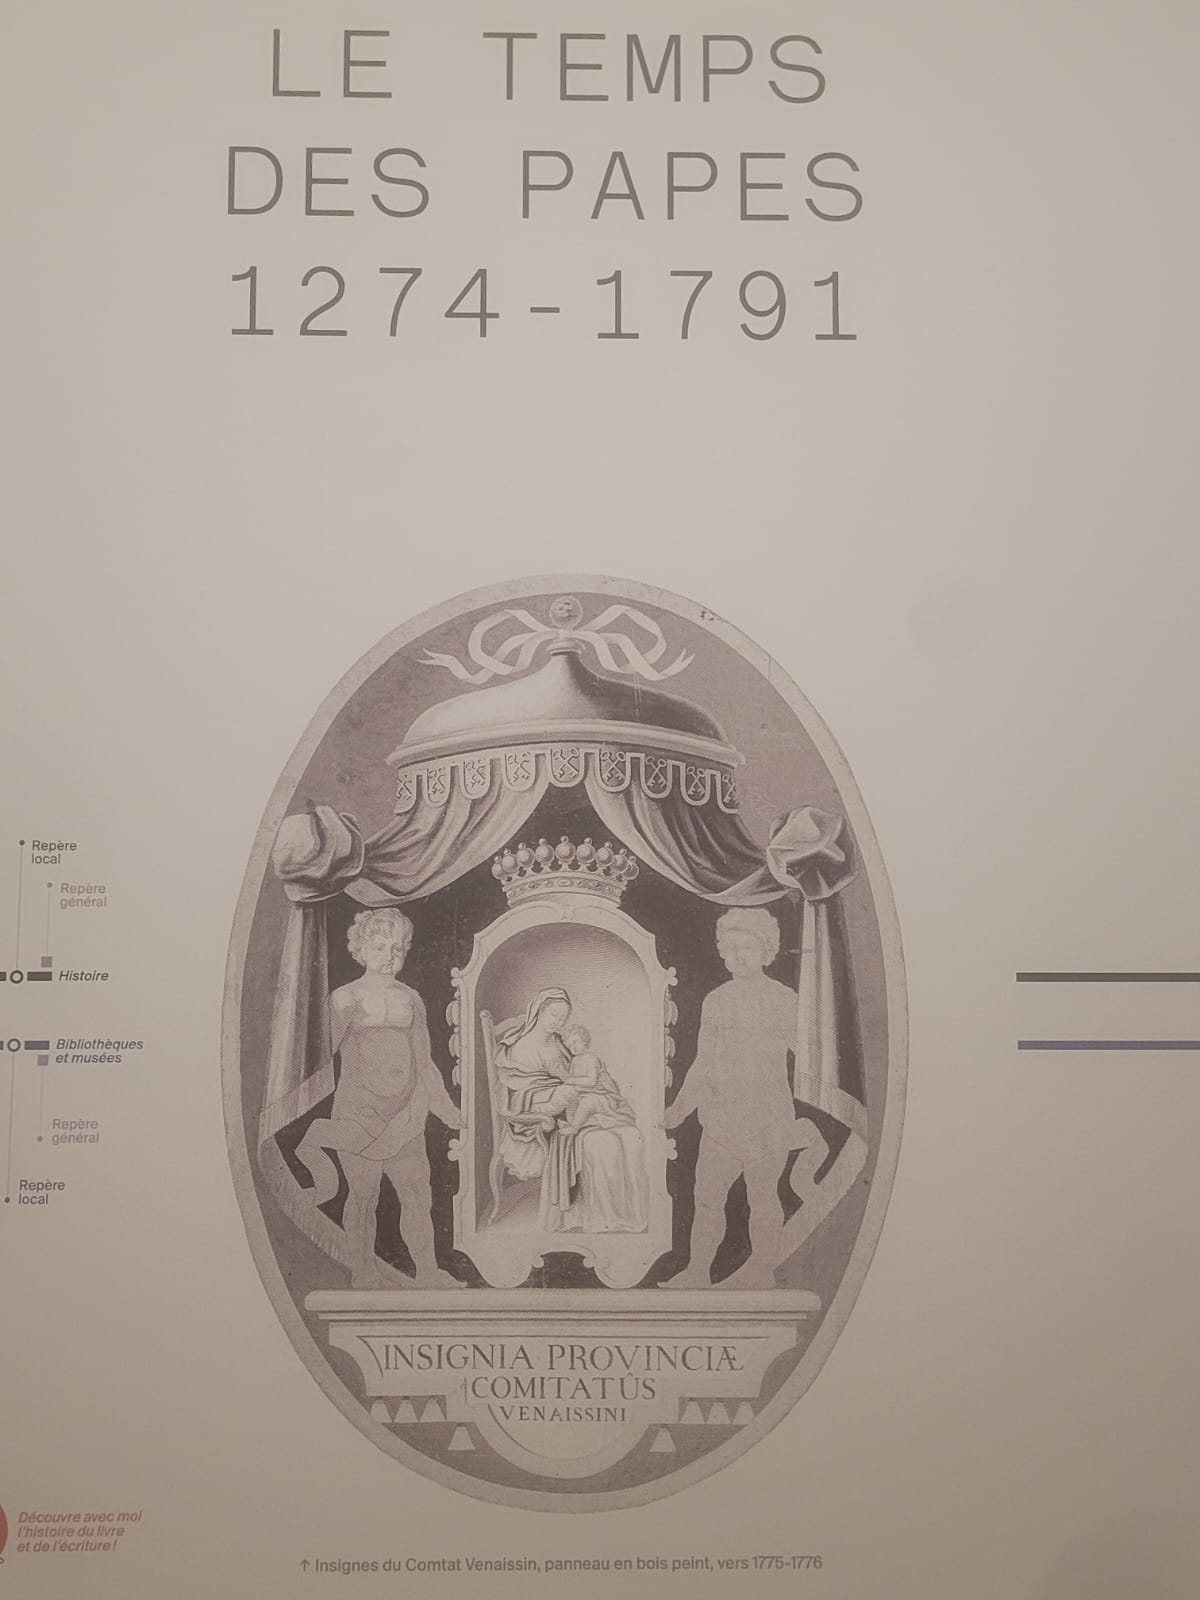 LE TEMPS
DES PAPES
1274-1791
Repère
local
Repère
général
Histoire
Bibliothèques
et musées
Repère
général
Repère
local
INSIGNIA PROVINCIÆ
COMITATÛS
VENAISSINI
Découvre avec moi
l'histoire du livre
et de l'écriture!
↑ Insignes du Comtat Venaissin, panneau en bois peint, vers 1775-1776